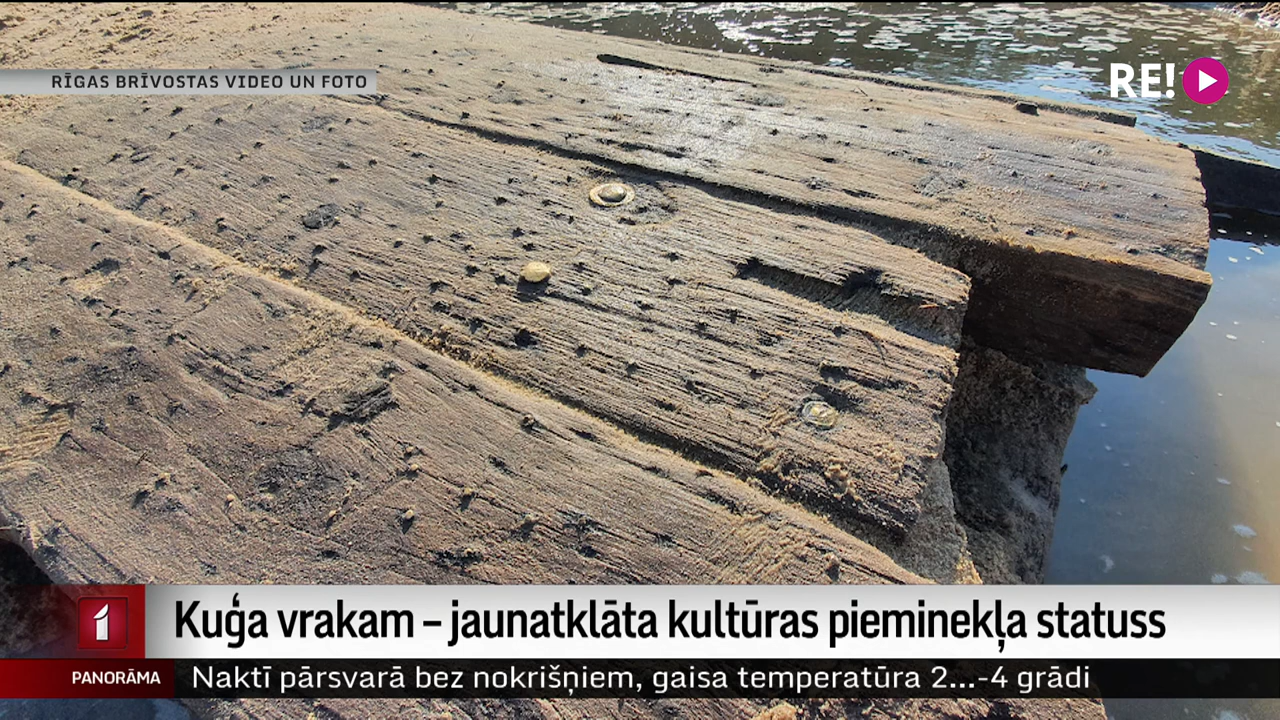 RĪGAS BRĪVOSTAS VIDEO UN FOTO
RE!
1
Kuģa vrakam – jaunatklāta kultūras pieminekļa statuss
PANORĀMA
Naktī pārsvarā bez nokrišņiem, gaisa temperatūra 2...-4 grādi